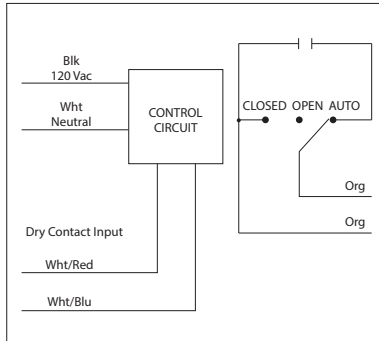 Blk
120 Vac
Wht
Neutral
CONTROL
CIRCUIT
CLOSED OPEN AUTO
Org
Org
Dry Contact Input
Wht/Red
Wht/Blu